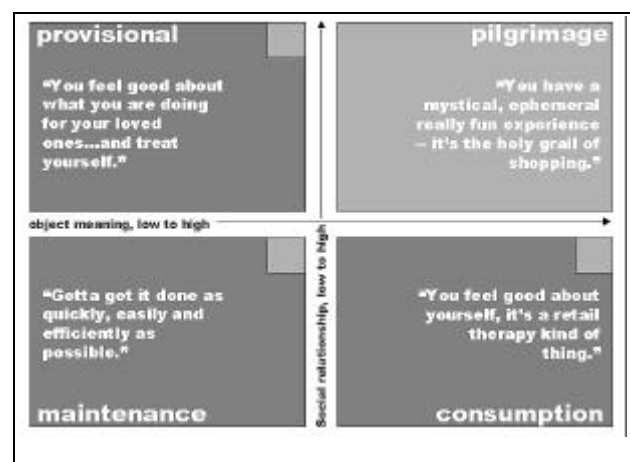 provisional
"You feel good about
what you are doing
for your loved
ones...and treat
yourself."
pilgrimage
"You have a
mystical, ephemeral
really fun experience
– it's the holy grail of
shopping."
object meaning, low to high
Social relationship, low to high
"Gotta get it done as
quickly, easily and
efficiently as
possible."
maintenance
"You feel good about
yourself, it's a retail
therapy kind of
thing."
consumption